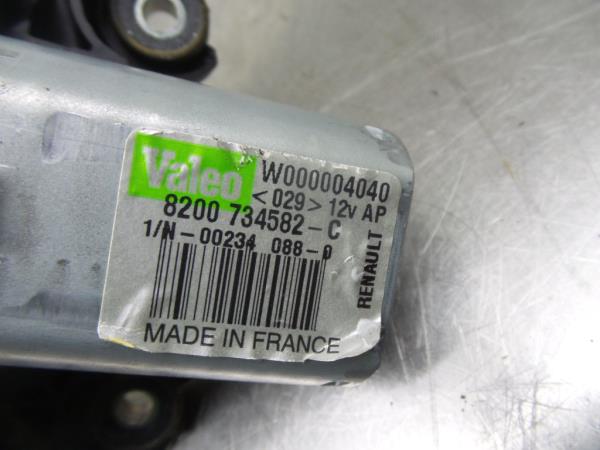 Valeo
W000004040
<029> 12V AP
8200 734582-C
1/N-00234 088-0
RENAULT
MADE IN FRANCE